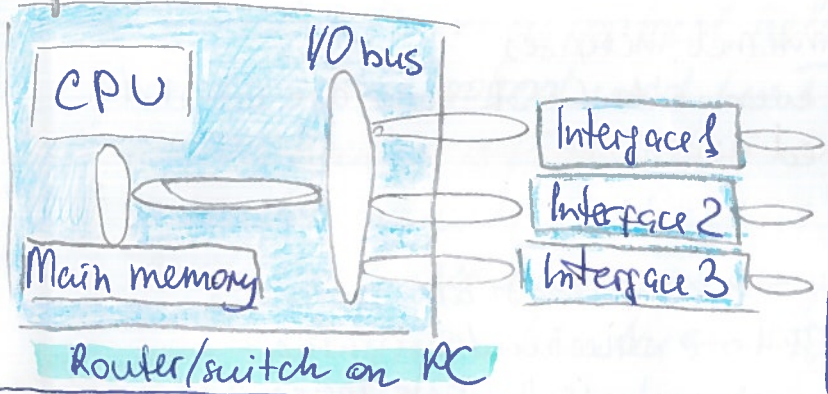 I/O bus
CPU
Interface 1
Interface 2
Main memory
Interface 3
Router/switch on PC